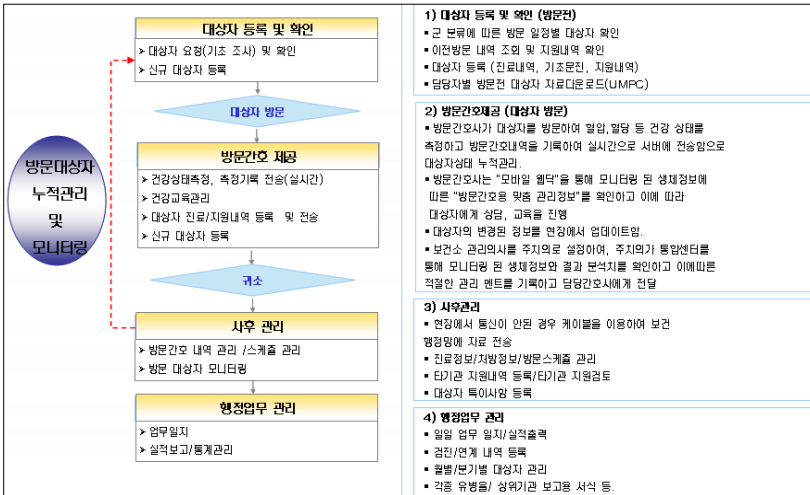 대상자 등록 및 확인
➢ 대상자 요청(기초 조사) 및 확인
➢ 신규 대상자 등록
대상자 방문
방문간호 제공
➢ 건강상태측정, 측정기록 전송(실시간)
➢ 건강교육관리
➢ 대상자 진료/지원내역 등록 및 전송
➢ 신규 대상자 등록
귀소
사후 관리
➢ 방문간호 내역 관리 /스케줄 관리
➢ 방문 대상자 모니터링
행정업무 관리
➢ 업무일지
➢ 실적보고/통계관리
방문대상자
누적관리
및
모니터링
1) 대상자 등록 및 확인 (방문전)
▪ 군 분류에 따른 방문 일정별 대상자 확인
▪ 이전방문 내역 조회 및 지원내역 확인
▪ 대상자 등록 (진료내역, 기초문진, 지원내역)
▪ 담당자별 방문전 대상자 자료다운로드(UMPC)
2) 방문간호제공 (대상자 방문)
▪ 방문간호사가 대상자를 방문하여 혈압,혈당 등 건강 상태를
측정하고 방문간호내역을 기록하여 실시간으로 서버에 전송함으로
대상자상태 누적관리.
▪ 방문간호사는 "모바일 웹닥"을 통해 모니터링 된 생체정보에
따른 "방문간호용 맞춤 관리정보"를 확인하고 이에 따라
대상자에게 상담, 교육을 진행
▪ 대상자의 변경된 정보를 현장에서 업데이트함.
▪ 보건소 관리의사를 주치의로 설정하여, 주치의가 통합센터를
통해 모니터링 된 생체정보와 결과 분석치를 확인하고 이에따른
적절한 관리 멘트를 기록하고 담당간호사에게 전달
3) 사후관리
▪ 현장에서 통신이 안된 경우 케이블을 이용하여 보건
행정망에 자료 전송
▪ 진료정보/처방정보/방문스케줄 관리
▪ 타기관 지원내역 등록/타기관 지원검토
▪ 대상자 특이사항 등록
4) 행정업무 관리
▪ 일일 업무 일지/실적출력
▪ 검진/연계 내역 등록
▪ 월별/분기별 대상자 관리
▪ 각종 유병율/ 상위기관 보고용 서식 등.